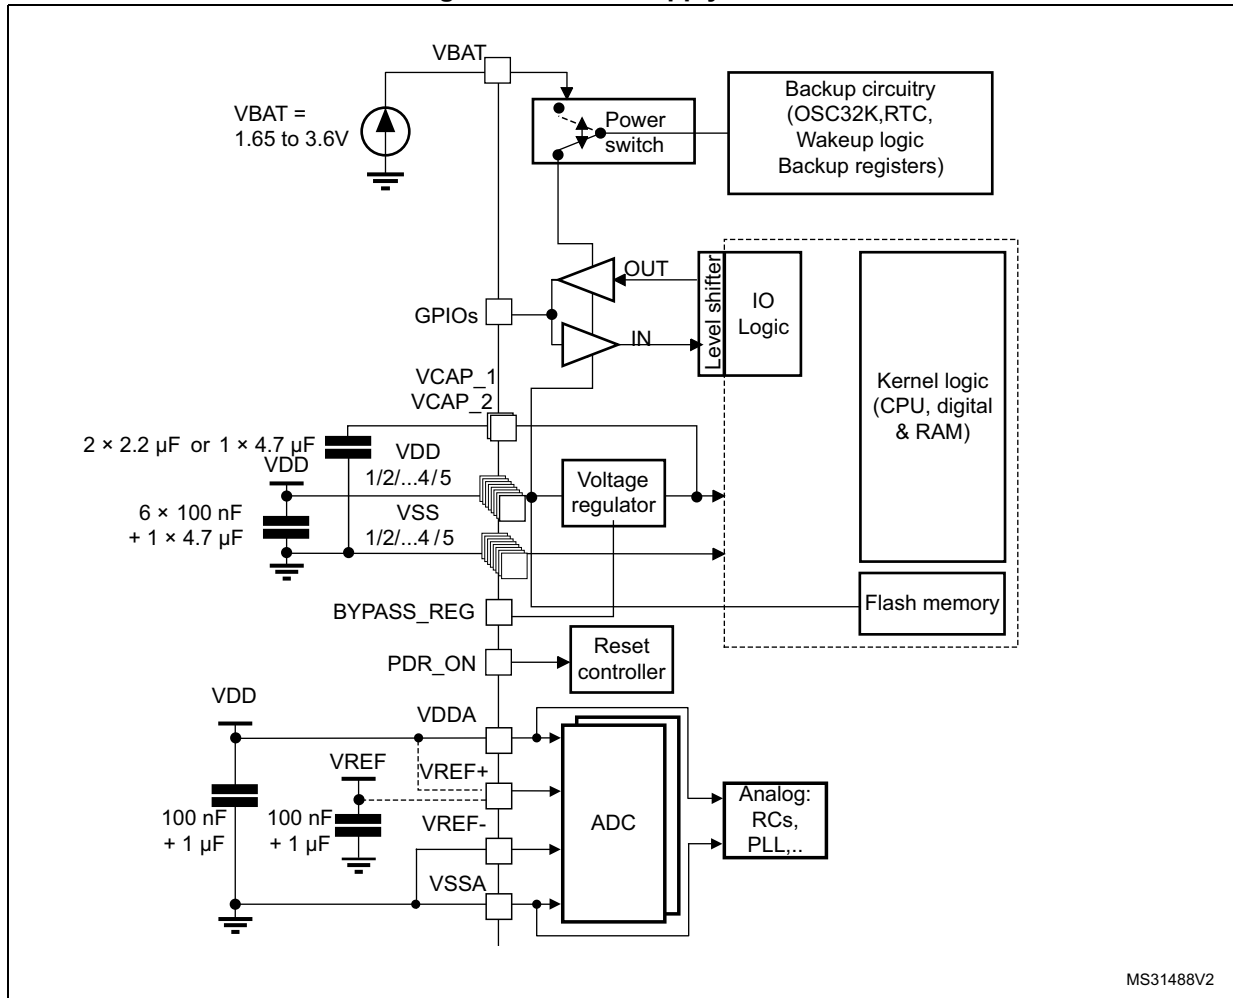 VBAT
VBAT =
1.65 to 3.6V
Power
switch
Backup circuitry
(OSC32K,RTC,
Wakeup logic
Backup registers)
OUT
GPIOs
IN
Level shifter
IO
Logic
Kernel logic
(CPU, digital
& RAM)
VCAP_1
VCAP_2
2 × 2.2 µF or 1 × 4.7 µF
VDD
VDD
1/2/...4/5
Voltage
regulator
6 × 100 nF
+ 1 × 4.7 µF
VSS
1/2/...4/5
BYPASS_REG
Flash memory
PDR_ON
Reset
controller
VDD
VDDA
VREF
VREF+
100 nF
+ 1 µF
100 nF
+ 1 µF
VREF-
VSSA
ADC
Analog:
RCs,
PLL,..
MS31488V2